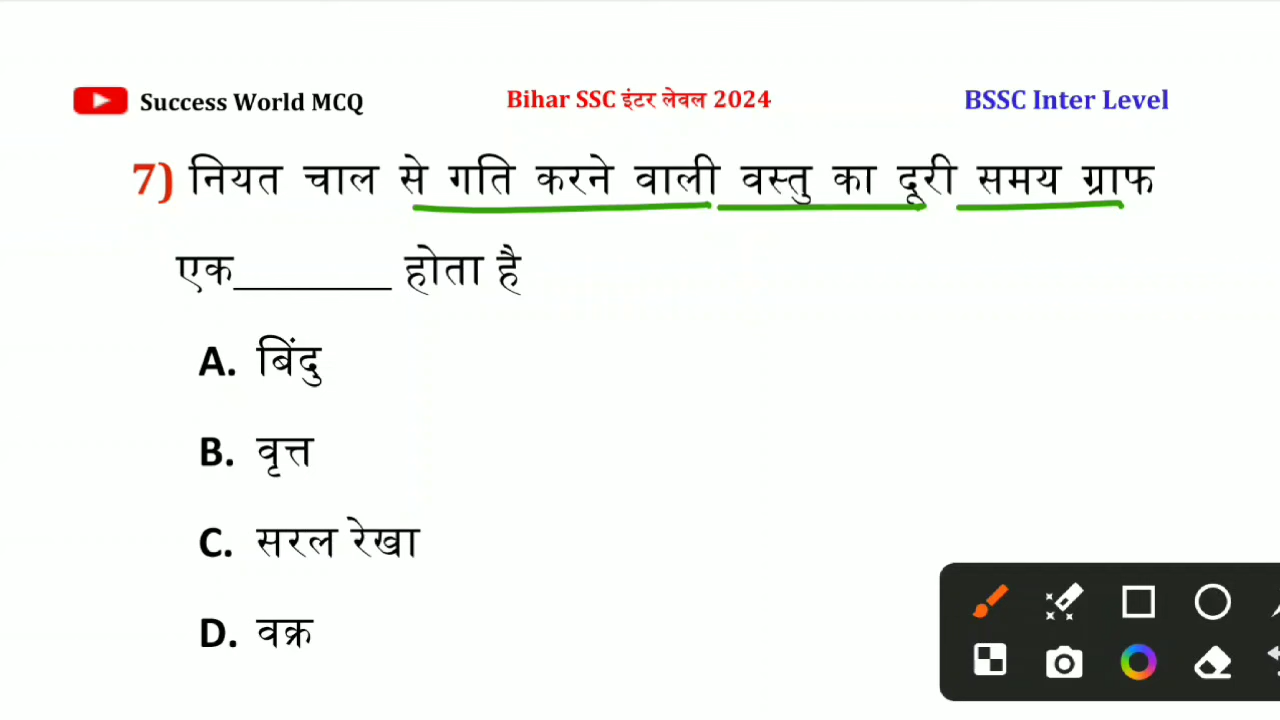 Success World MCQ
Bihar SSC इंटर लेवल 2024
BSSC Inter Level
7) नियत चाल से गति करने वाली वस्तु का दूरी समय ग्राफ
एक________ होता है
A. बिंदु
B. वृत्त
C. सरल रेखा
D. वक्र